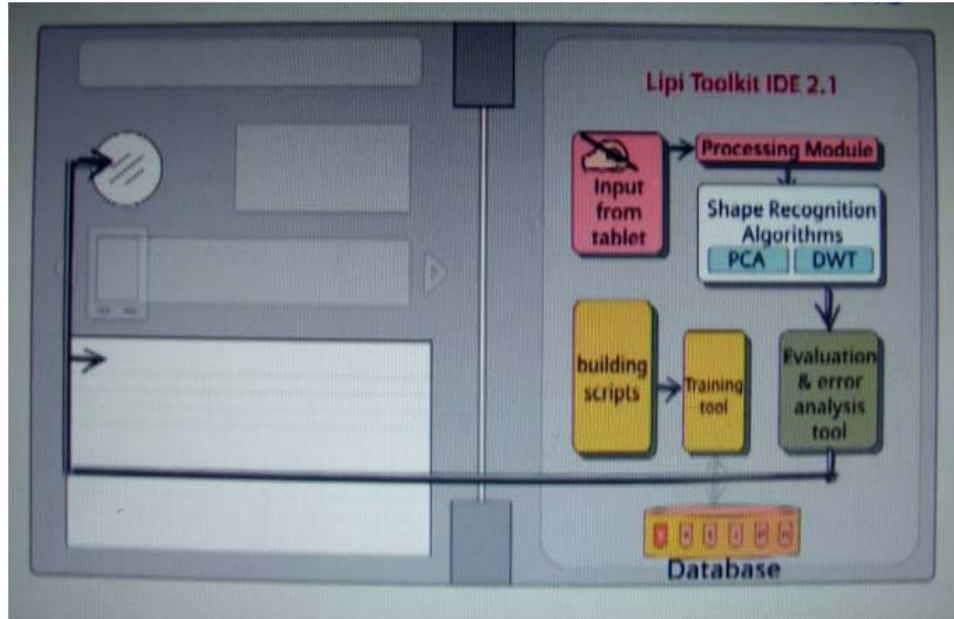 Lipi Toolkit IDE 2.1
Input
from
tablet
Processing Module
Shape Recognition
Algorithms
PCA DWT
building
scripts
Training
tool
Evaluation
& error
analysis
tool
Database